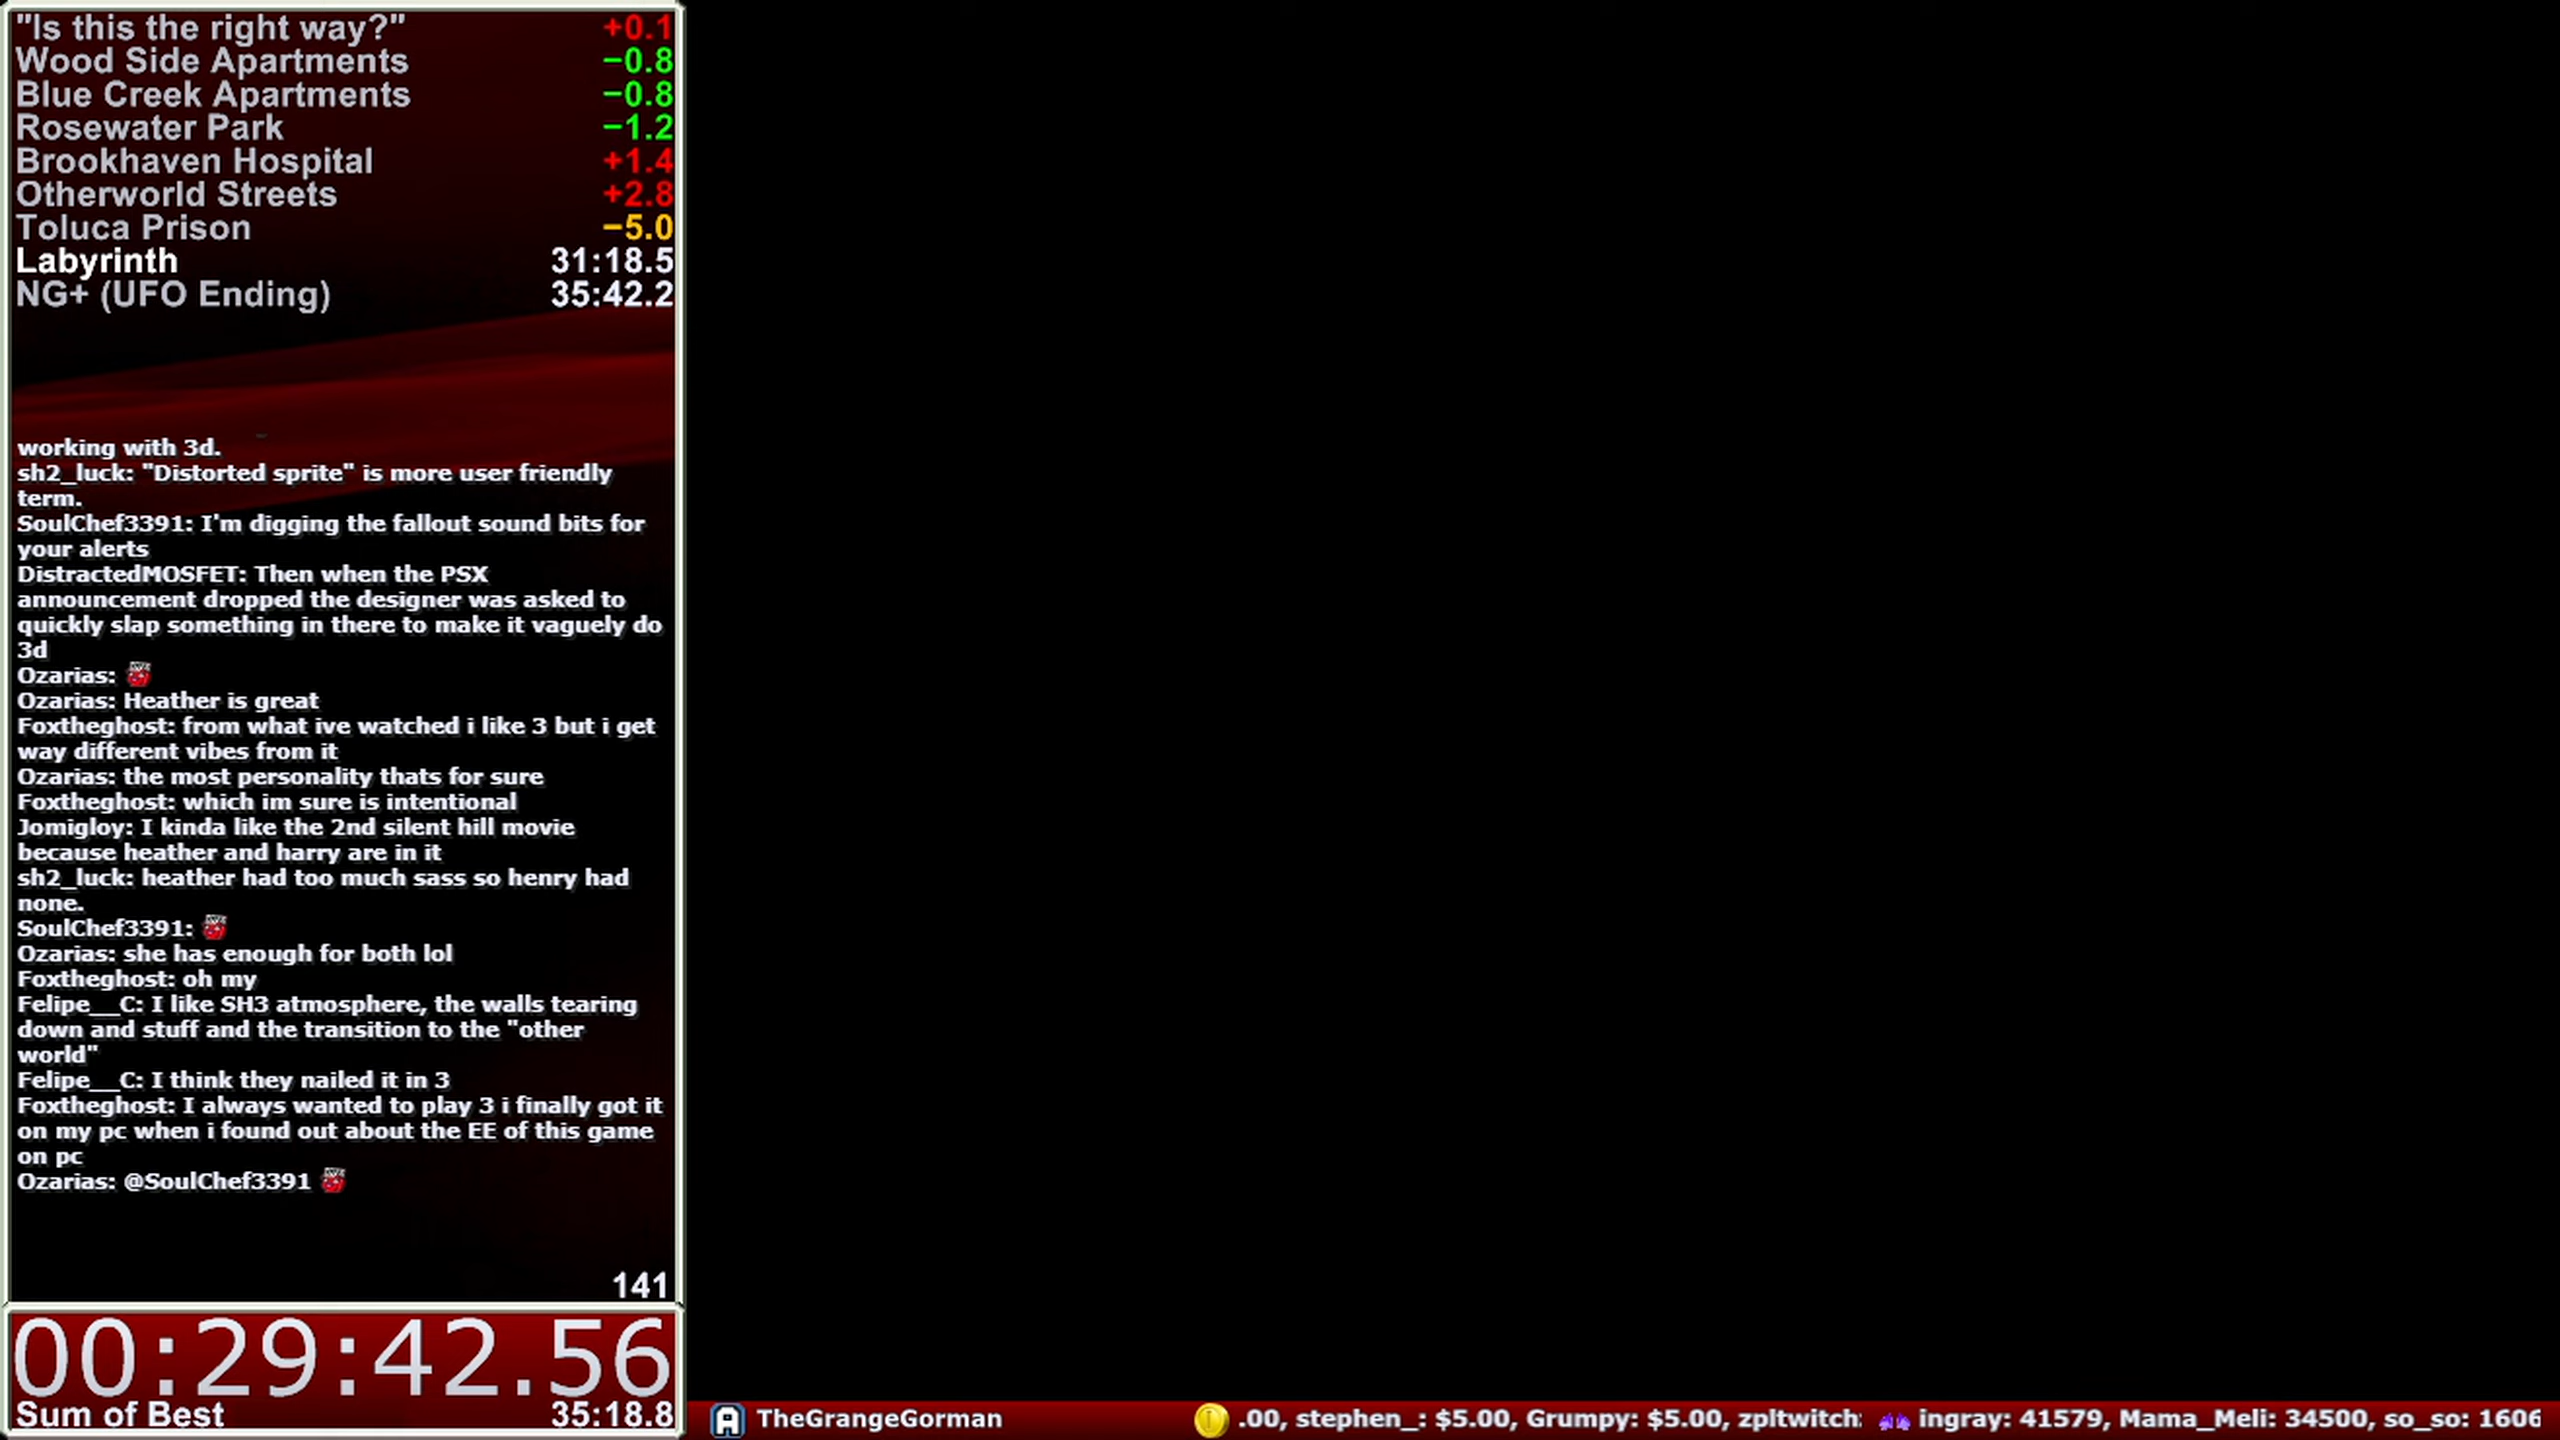 "Is this the right way?" +0.1
Wood Side Apartments −0.8
Blue Creek Apartments −0.8
Rosewater Park −1.2
Brookhaven Hospital +1.4
Otherworld Streets +2.8
Toluca Prison −5.0
Labyrinth 31:18.5
NG+ (UFO Ending) 35:42.2
working with 3d.
sh2_luck: "Distorted sprite" is more user friendly
term.
SoulChef3391: I'm digging the fallout sound bits for
your alerts
DistractedMOSFET: Then when the PSX
announcement dropped the designer was asked to
quickly slap something in there to make it vaguely do
3d
Ozarias:
Ozarias: Heather is great
Foxtheghost: from what ive watched i like 3 but i get
way different vibes from it
Ozarias: the most personality thats for sure
Foxtheghost: which im sure is intentional
Jomigloy: I kinda like the 2nd silent hill movie
because heather and harry are in it
sh2_luck: heather had too much sass so henry had
none.
SoulChef3391:
Ozarias: she has enough for both lol
Foxtheghost: oh my
Felipe__C: I like SH3 atmosphere, the walls tearing
down and stuff and the transition to the "other
world"
Felipe__C: I think they nailed it in 3
Foxtheghost: I always wanted to play 3 i finally got it
on my pc when i found out about the EE of this game
on pc
Ozarias: @SoulChef3391
141
00:29:42.56
Sum of Best 35:18.8
TheGrangeGorman .00, stephen_: $5.00, Grumpy: $5.00, zpltwitch: ingray: 41579, Mama_Meli: 34500, so_so: 1606